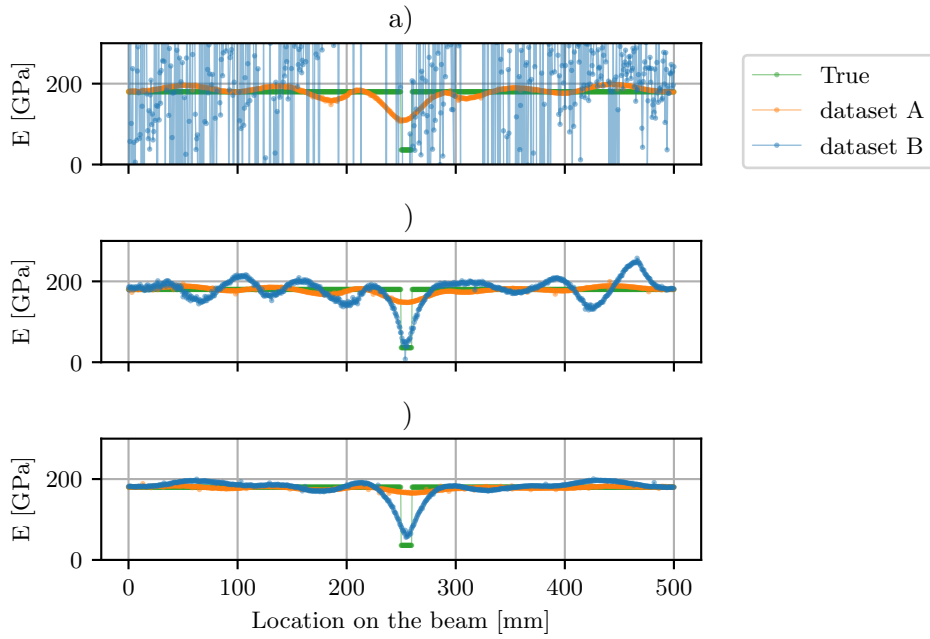 a)
200
0
E [GPa]
True
dataset A
dataset B
)
200
0
E [GPa]
)
200
0
E [GPa]
0 100 200 300 400 500
Location on the beam [mm]